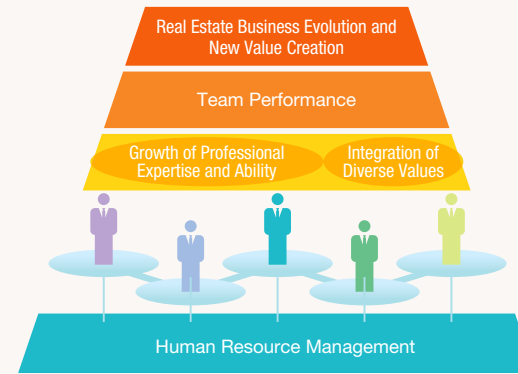 Real Estate Business Evolution and
New Value Creation
Team Performance
Growth of Professional
Expertise and Ability
Integration of
Diverse Values
Human Resource Management